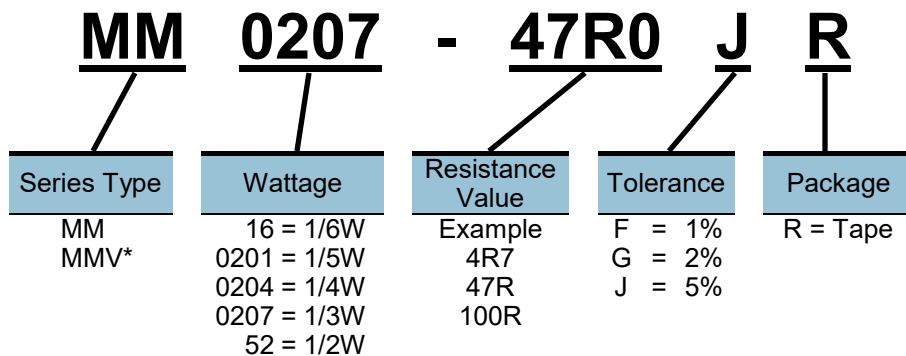 MM 0207 - 47R0 J R
Series Type
MM
MMV*
Wattage
16 = 1/6W
0201 = 1/5W
0204 = 1/4W
0207 = 1/3W
52 = 1/2W
Resistance
Value
Example
4R7
47R
100R
Tolerance
F = 1%
G = 2%
J = 5%
Package
R = Tape